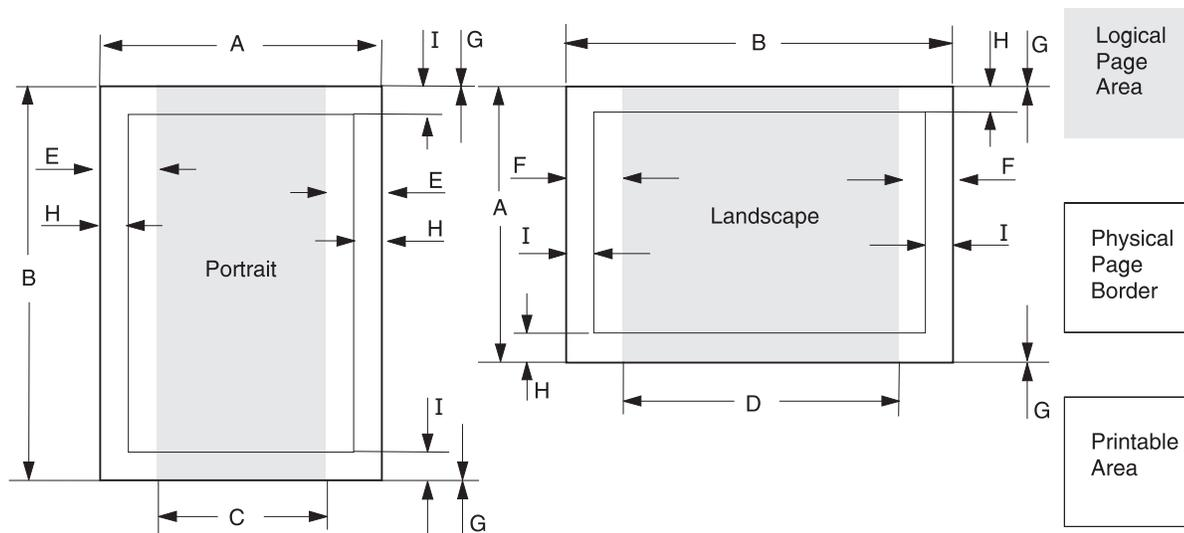 A
I
G
E
E
H
H
B
Portrait
I
C
G
B
H
G
F
F
A
Landscape
I
I
H
D
G
Logical
Page
Area
Physical
Page
Border
Printable
Area